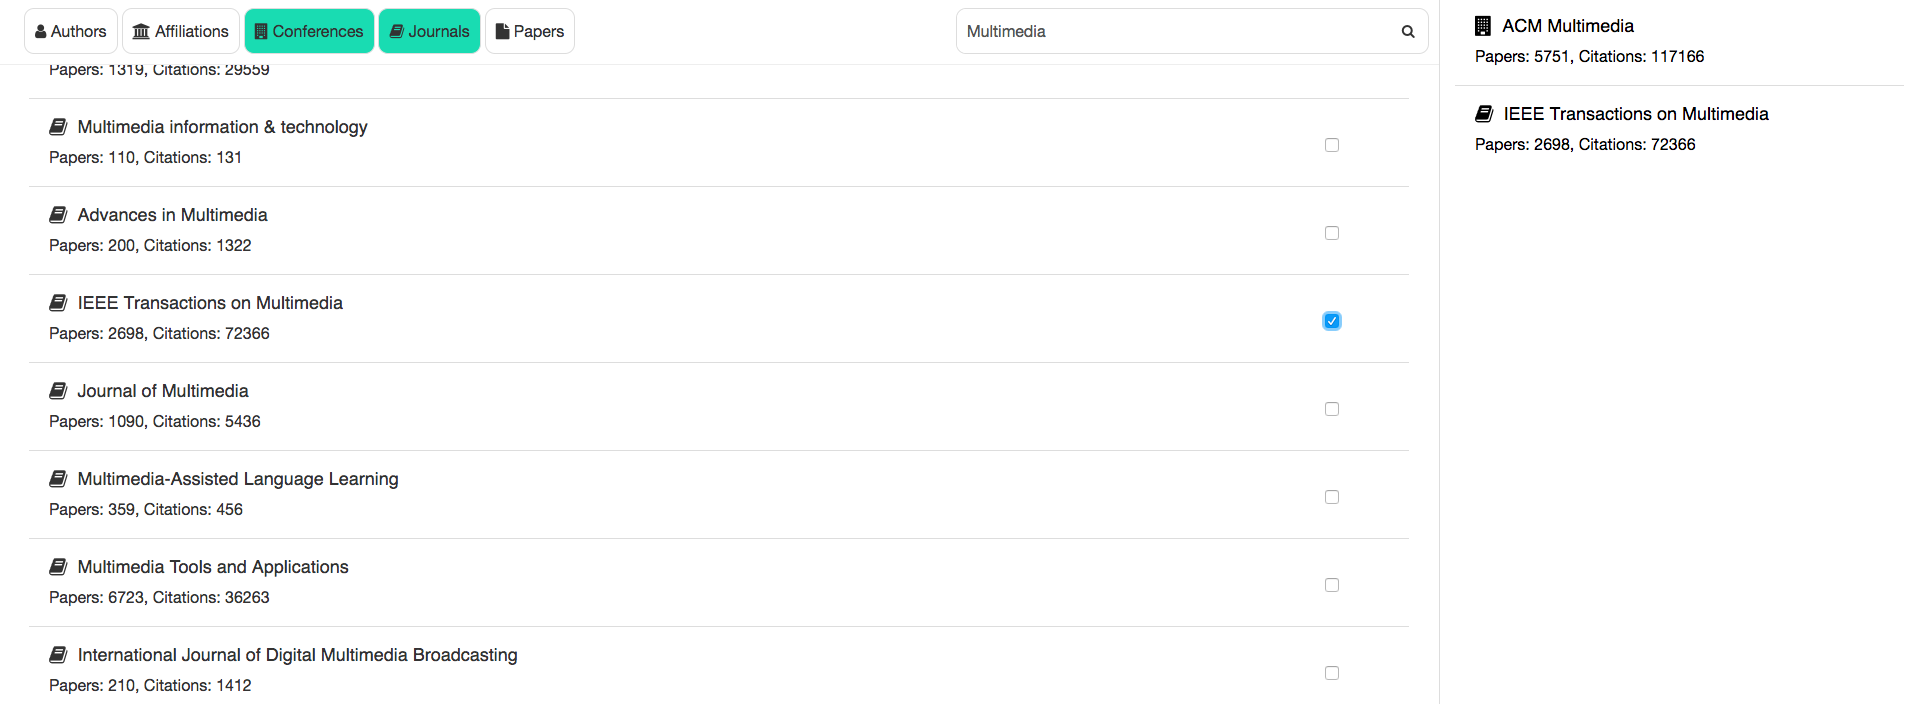 Authors Affiliations Conferences Journals Papers Multimedia
Papers: 1319, Citations: 29559
Multimedia information & technology
Papers: 110, Citations: 131
Advances in Multimedia
Papers: 200, Citations: 1322
IEEE Transactions on Multimedia
Papers: 2698, Citations: 72366
Journal of Multimedia
Papers: 1090, Citations: 5436
Multimedia-Assisted Language Learning
Papers: 359, Citations: 456
Multimedia Tools and Applications
Papers: 6723, Citations: 36263
International Journal of Digital Multimedia Broadcasting
Papers: 210, Citations: 1412
ACM Multimedia
Papers: 5751, Citations: 117166
IEEE Transactions on Multimedia
Papers: 2698, Citations: 72366